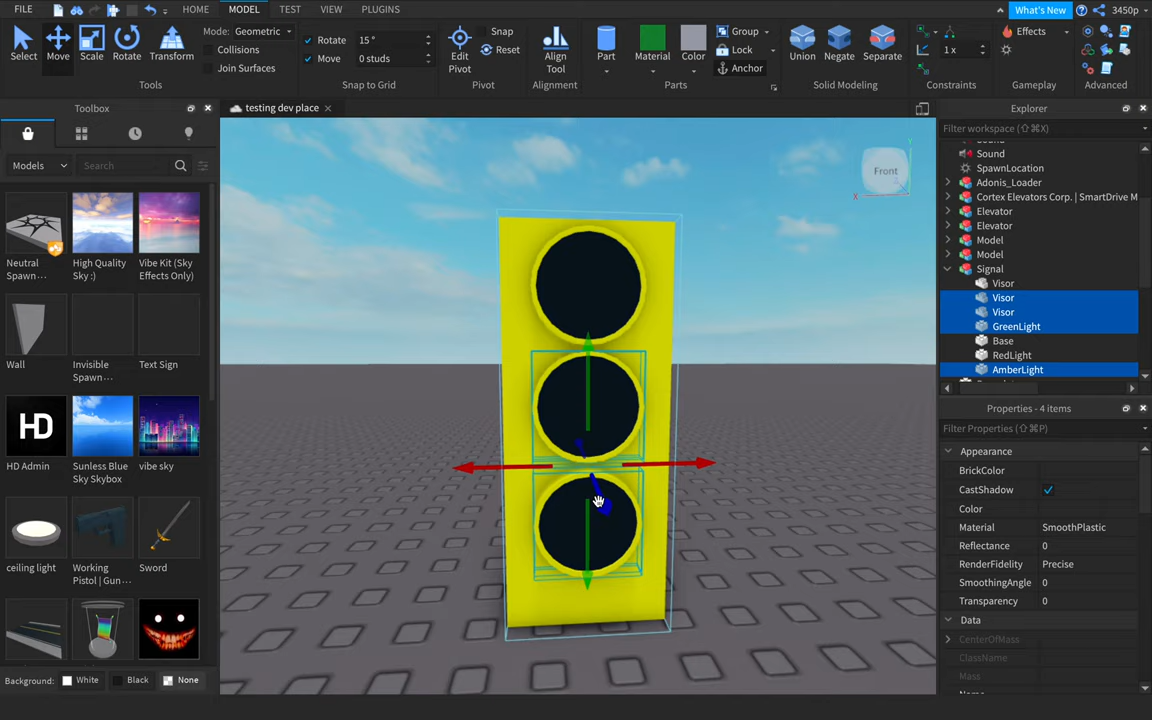 FILE HOME MODEL TEST VIEW PLUGINS What's New 3450p
Select Move Scale Rotate Transform
Mode: Geometric
Collisions
Join Surfaces
Tools
Rotate 15 °
Move 0 studs
Snap to Grid
Edit Pivot
Snap
Reset
Pivot
Align Tool
Alignment
Part Material Color
Group
Lock
Anchor
Parts
Union Negate Separate
Solid Modeling
1 x
Constraints
Effects
Gameplay
Advanced
Toolbox
Models Search
Neutral Spawn...
High Quality Sky :)
Vibe Kit (Sky Effects Only)
Wall
Invisible Spawn...
Text Sign
HD
HD Admin
Sunless Blue Sky Skybox
vibe sky
ceiling light
Working Pistol | Gun...
Sword
Background: White Black None
testing dev place
Front
Y
X
Explorer
Filter workspace (⇧⌘X)
Sound
SpawnLocation
Adonis_Loader
Cortex Elevators Corp. | SmartDrive M
Elevator
Elevator
Model
Model
Signal
Visor
Visor
Visor
GreenLight
Base
RedLight
AmberLight
Properties - 4 items
Filter Properties (⇧⌘P)
Appearance
BrickColor
CastShadow
Color
Material SmoothPlastic
Reflectance 0
RenderFidelity Precise
SmoothingAngle 0
Transparency 0
Data
CenterOfMass
ClassName
Mass